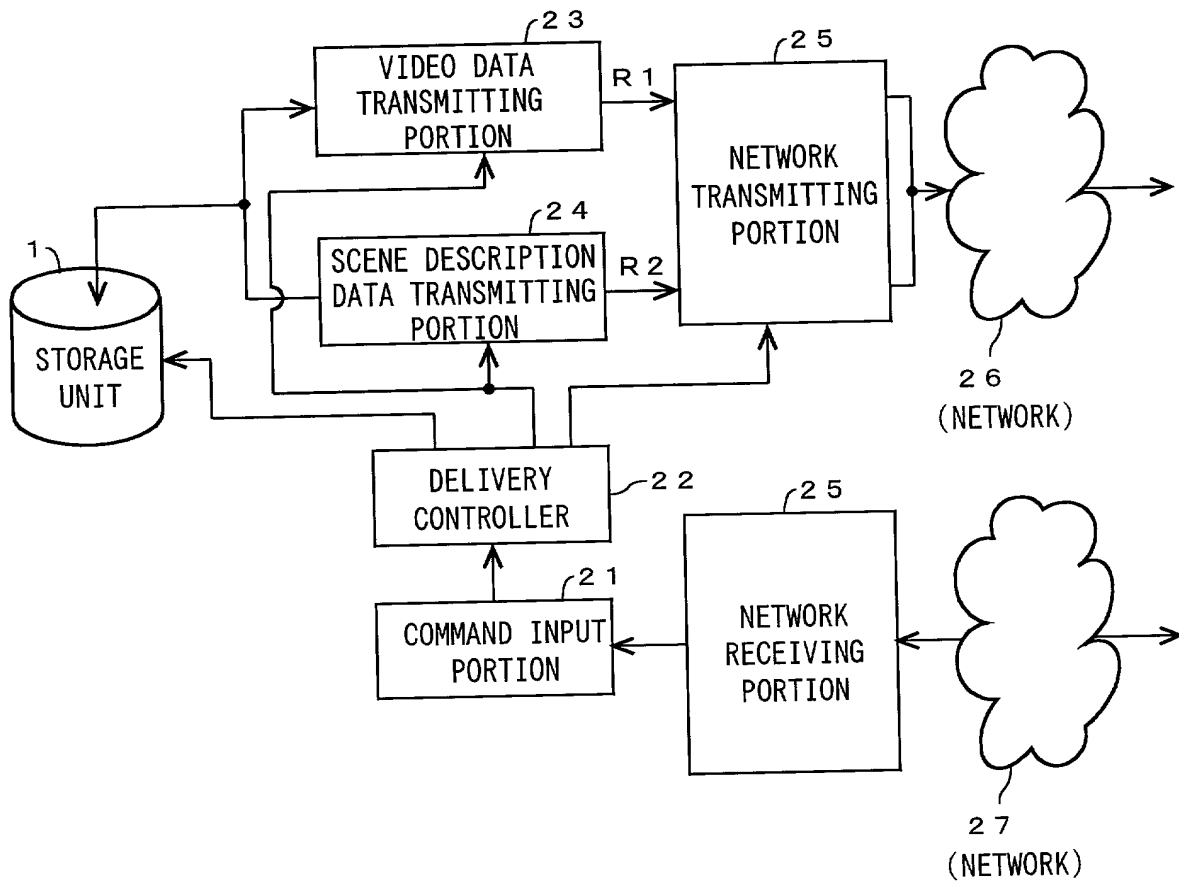 23
VIDEO DATA
TRANSMITTING
PORTION
R1
25
NETWORK
TRANSMITTING
PORTION
24
SCENE DESCRIPTION
DATA TRANSMITTING
PORTION
R2
1
STORAGE
UNIT
26
(NETWORK)
DELIVERY
CONTROLLER
22
25
21
COMMAND INPUT
PORTION
NETWORK
RECEIVING
PORTION
27
(NETWORK)